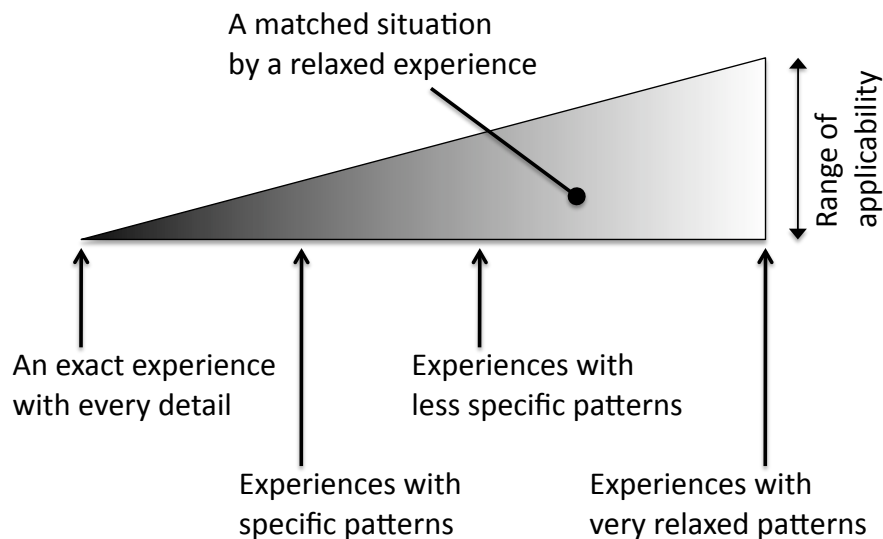 A matched situation
by a relaxed experience
Range of
applicability
An exact experience
with every detail
Experiences with
less specific patterns
Experiences with
specific patterns
Experiences with
very relaxed patterns